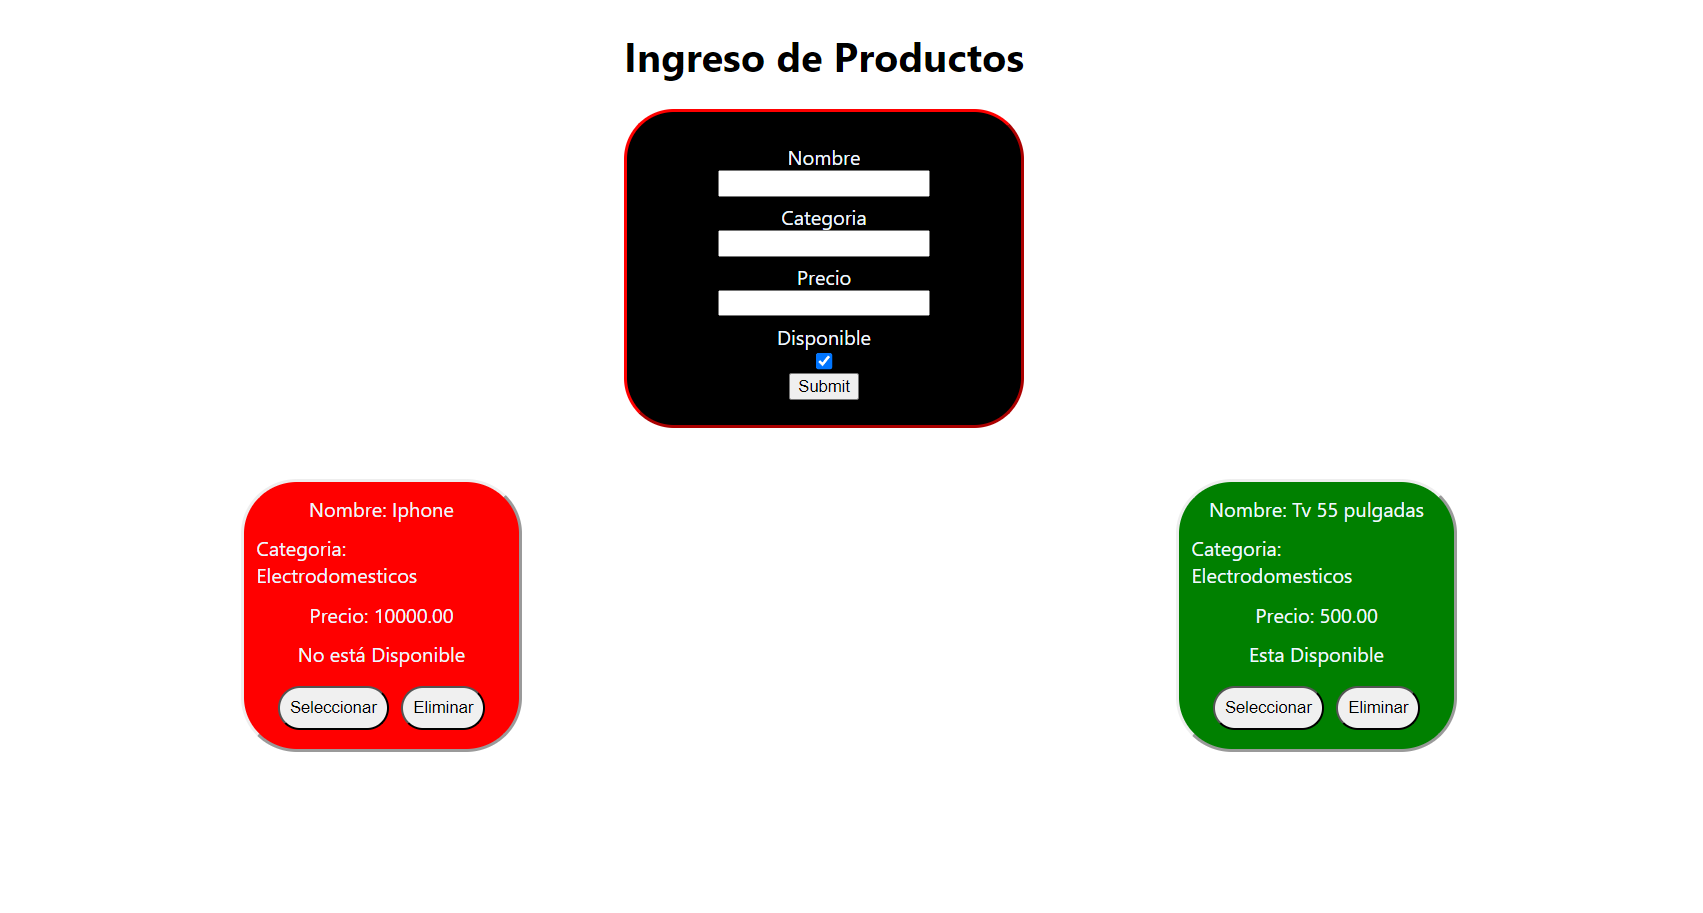 Ingreso de Productos
Nombre
Categoria
Precio
Disponible
Submit
Nombre: Iphone
Categoria:
Electrodomesticos
Precio: 10000.00
No está Disponible
Seleccionar Eliminar
Nombre: Tv 55 pulgadas
Categoria:
Electrodomesticos
Precio: 500.00
Esta Disponible
Seleccionar Eliminar